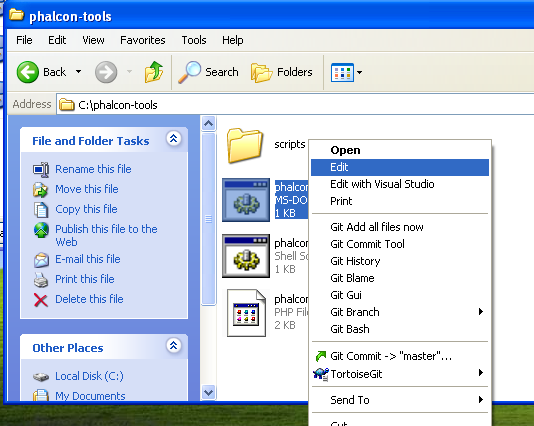 phalcon-tools
File Edit View Favorites Tools Help
Back Search Folders
Address C:\phalcon-tools
File and Folder Tasks
Rename this file
Move this file
Copy this file
Publish this file to the
Web
E-mail this file
Print this file
Delete this file
Other Places
Local Disk (C:)
My Documents
scripts
phalcon
MS-DO
1 KB
phalcon
Shell Sc
1 KB
phalcon
PHP File
2 KB
Open
Edit
Edit with Visual Studio
Print
Git Add all files now
Git Commit Tool
Git History
Git Blame
Git Gui
Git Branch
Git Bash
Git Commit -> "master"...
TortoiseGit
Send To
Cut